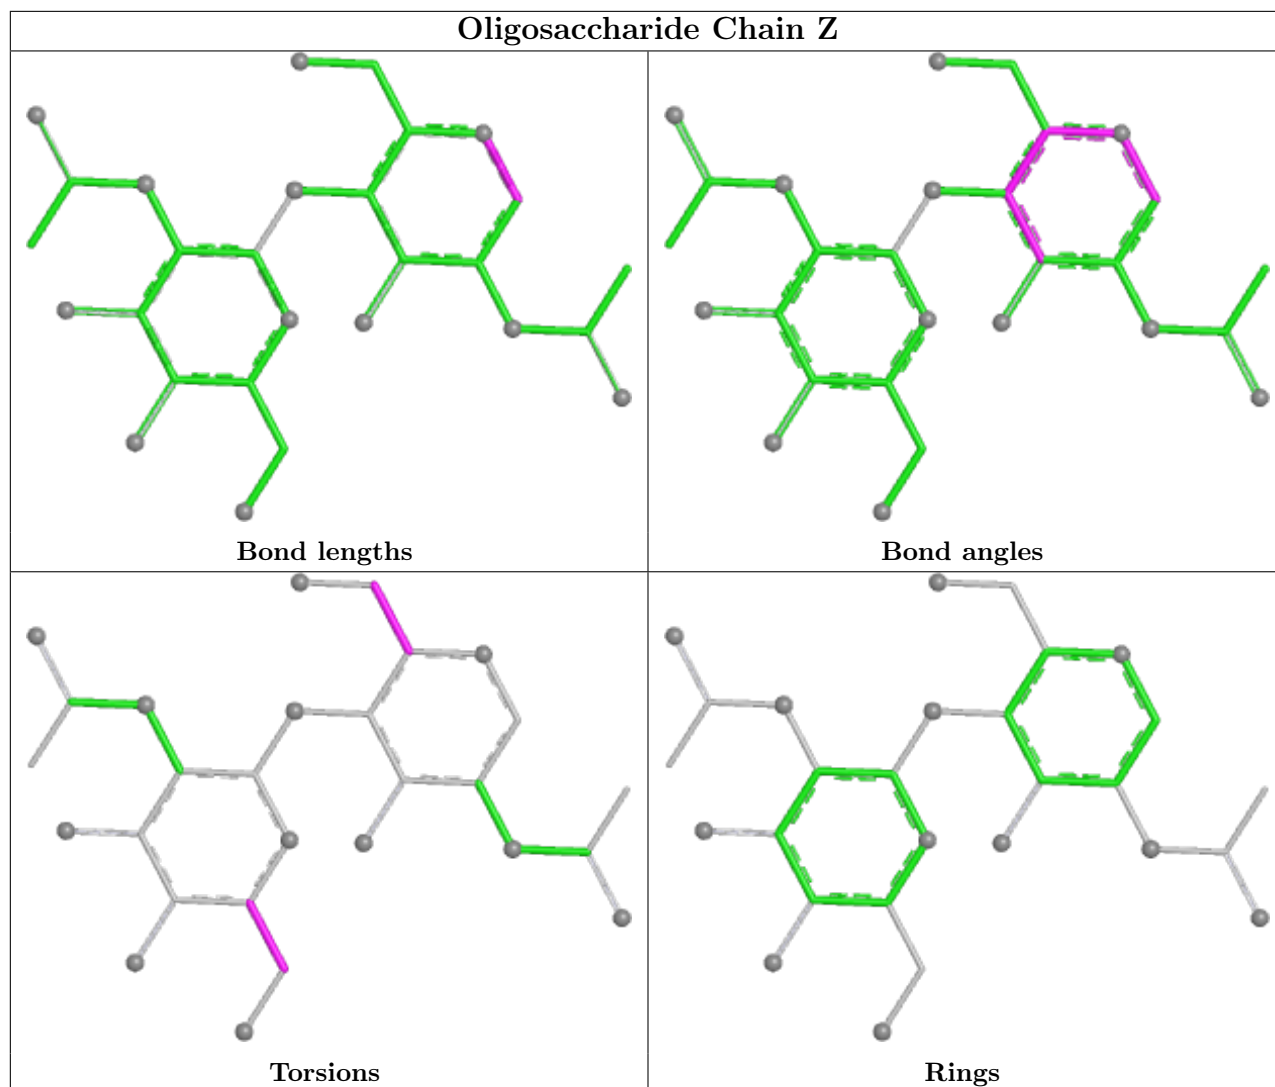 Oligosaccharide Chain Z
Bond lengths
Bond angles
Torsions
Rings